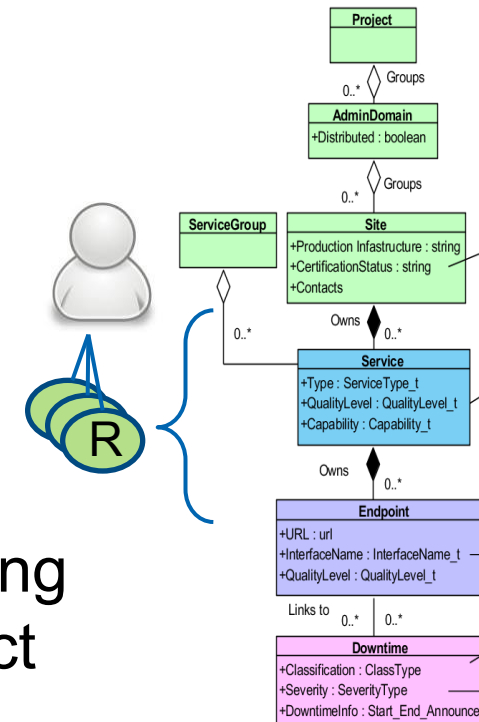 Project
Groups
0..*
AdminDomain
+Distributed : boolean
Groups
0..*
ServiceGroup
Site
+Production Infastructure : string
+CertificationStatus : string
+Contacts
Owns
0..*
0..*
Service
+Type : ServiceType_t
+QualityLevel : QualityLevel_t
+Capability : Capability_t
R
Owns
0..*
Endpoint
+URL : url
+InterfaceName : InterfaceName_t
+QualityLevel : QualityLevel_t
ng
Links to
0..* 0..*
ct
Downtime
+Classification : ClassType
+Severity : SeverityType
+DowntimeInfo : Start_End_Announce